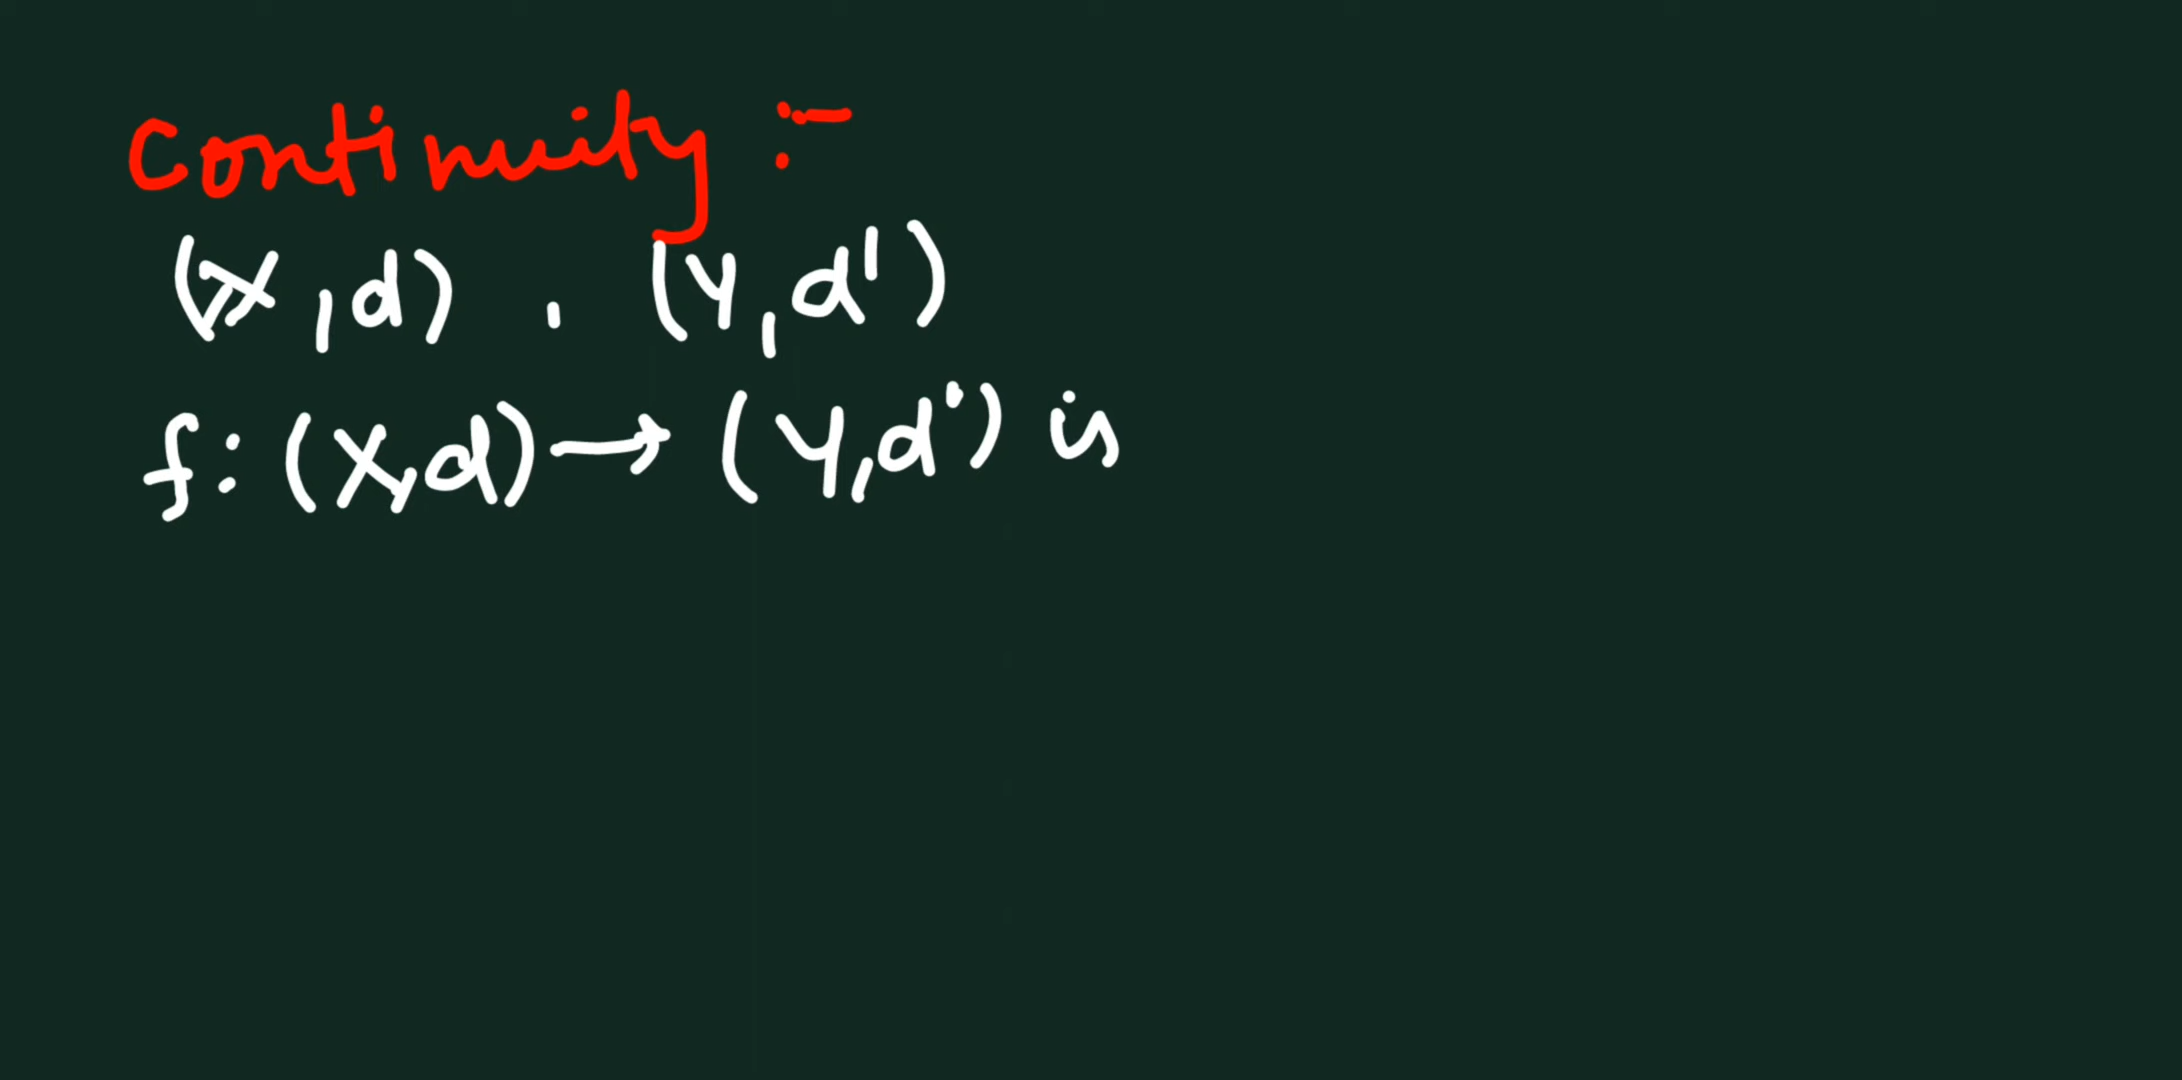 Continuity :-
(X, d) , (Y, d')
f: (X, d) → (Y, d') is